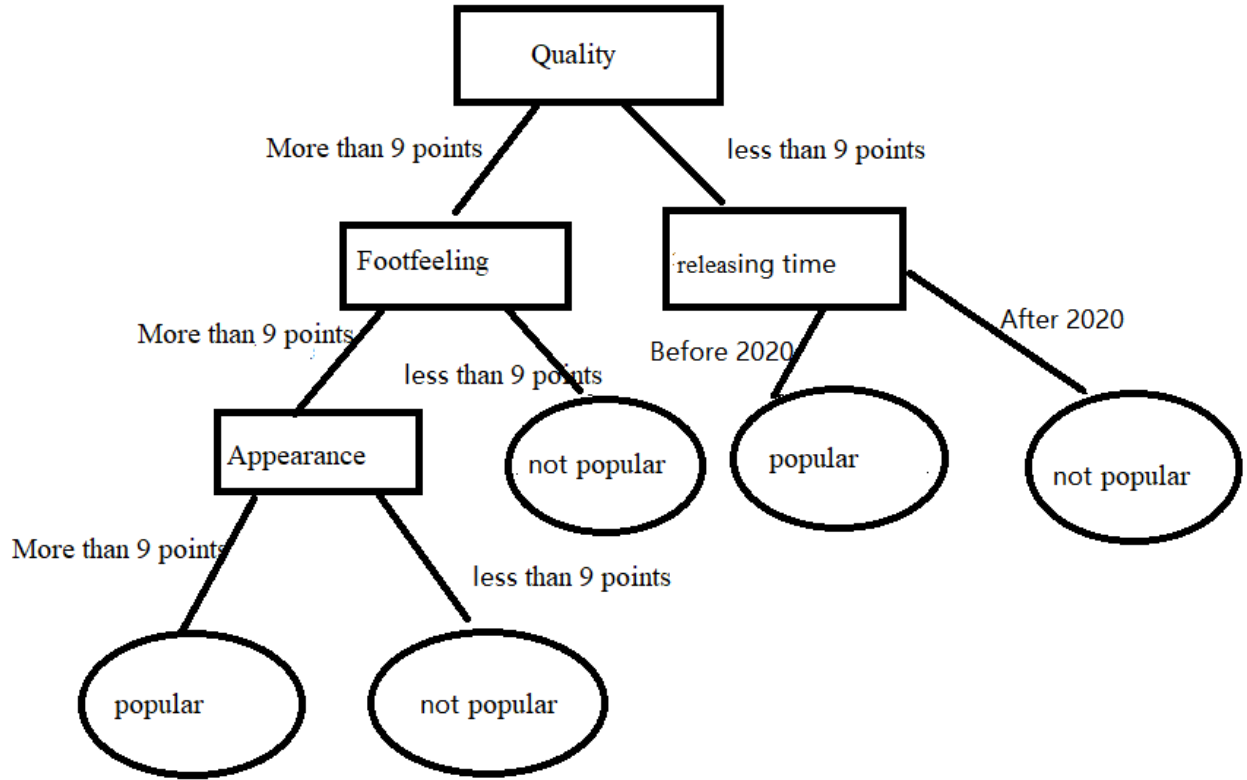 Quality
More than 9 points
less than 9 points
Footfeeling
releasing time
More than 9 points
less than 9 points
Before 2020
After 2020
Appearance
not popular
popular
not popular
More than 9 points
less than 9 points
popular
not popular